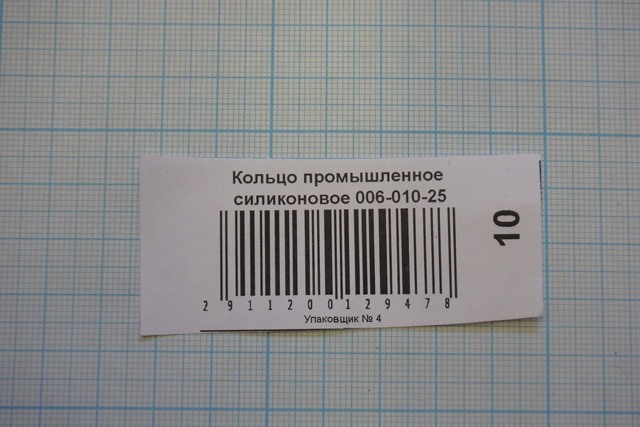 Кольцо промышленное
силиконовое 006-010-25
10
2911200129478
Упаковщик № 4